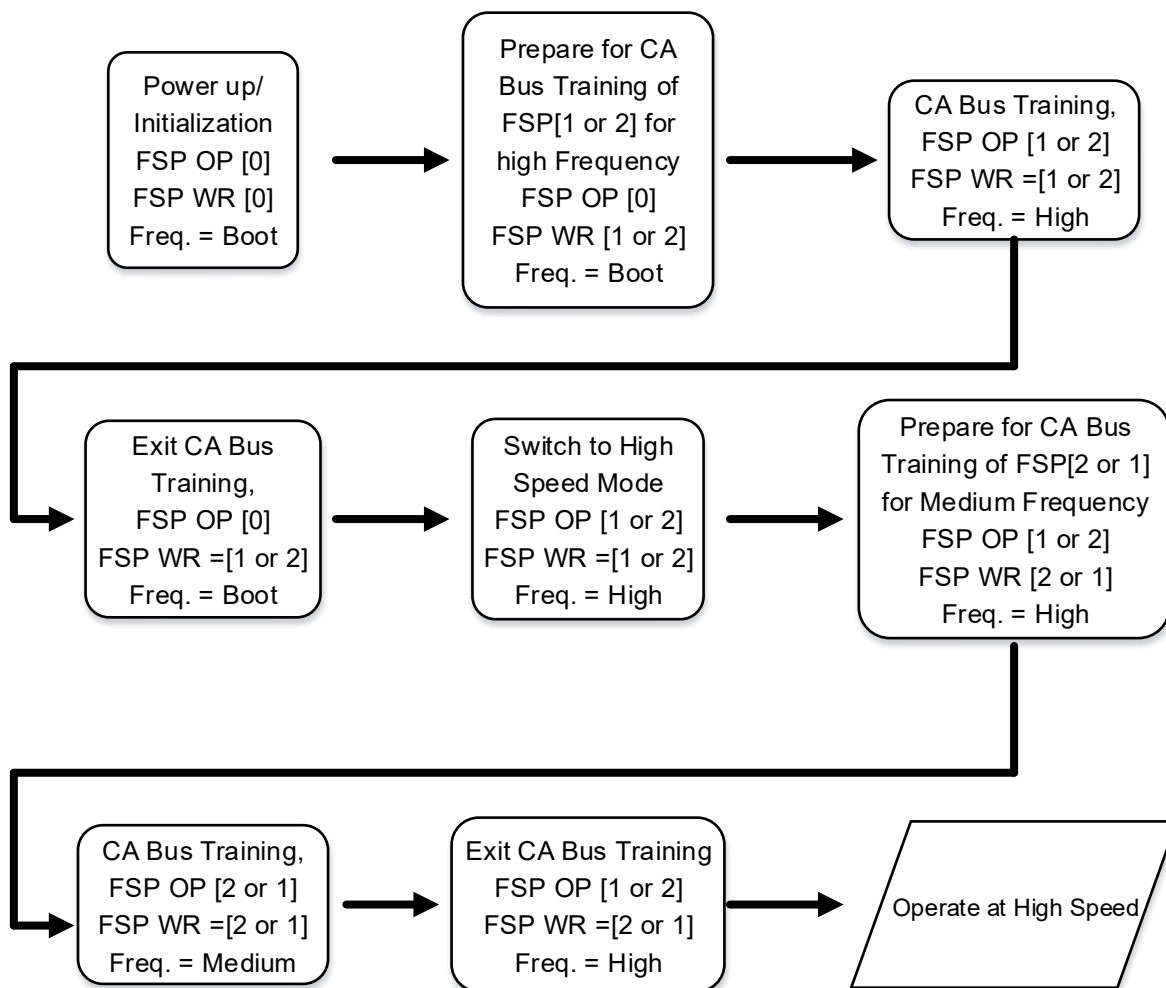 Power up/
Initialization
FSP OP [0]
FSP WR [0]
Freq. = Boot
Prepare for CA
Bus Training of
FSP[1 or 2] for
high Frequency
FSP OP [0]
FSP WR [1 or 2]
Freq. = Boot
CA Bus Training,
FSP OP [1 or 2]
FSP WR =[1 or 2]
Freq. = High
Exit CA Bus
Training,
FSP OP [0]
FSP WR =[1 or 2]
Freq. = Boot
Switch to High
Speed Mode
FSP OP [1 or 2]
FSP WR =[1 or 2]
Freq. = High
Prepare for CA Bus
Training of FSP[2 or 1]
for Medium Frequency
FSP OP [1 or 2]
FSP WR [2 or 1]
Freq. = High
CA Bus Training,
FSP OP [2 or 1]
FSP WR =[2 or 1]
Freq. = Medium
Exit CA Bus Training
FSP OP [1 or 2]
FSP WR =[2 or 1]
Freq. = High
Operate at High Speed